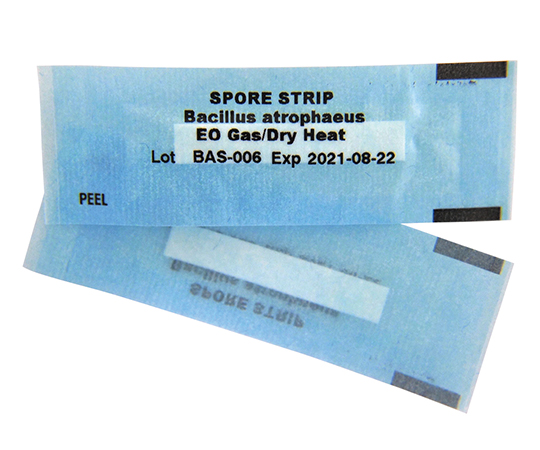 SPORE STRIP
Bacillus atrophaeus
EO Gas/Dry Heat
Lot BAS-006 Exp 2021-08-22
PEEL
Bacillus atrophaeus
SPORE STRIP